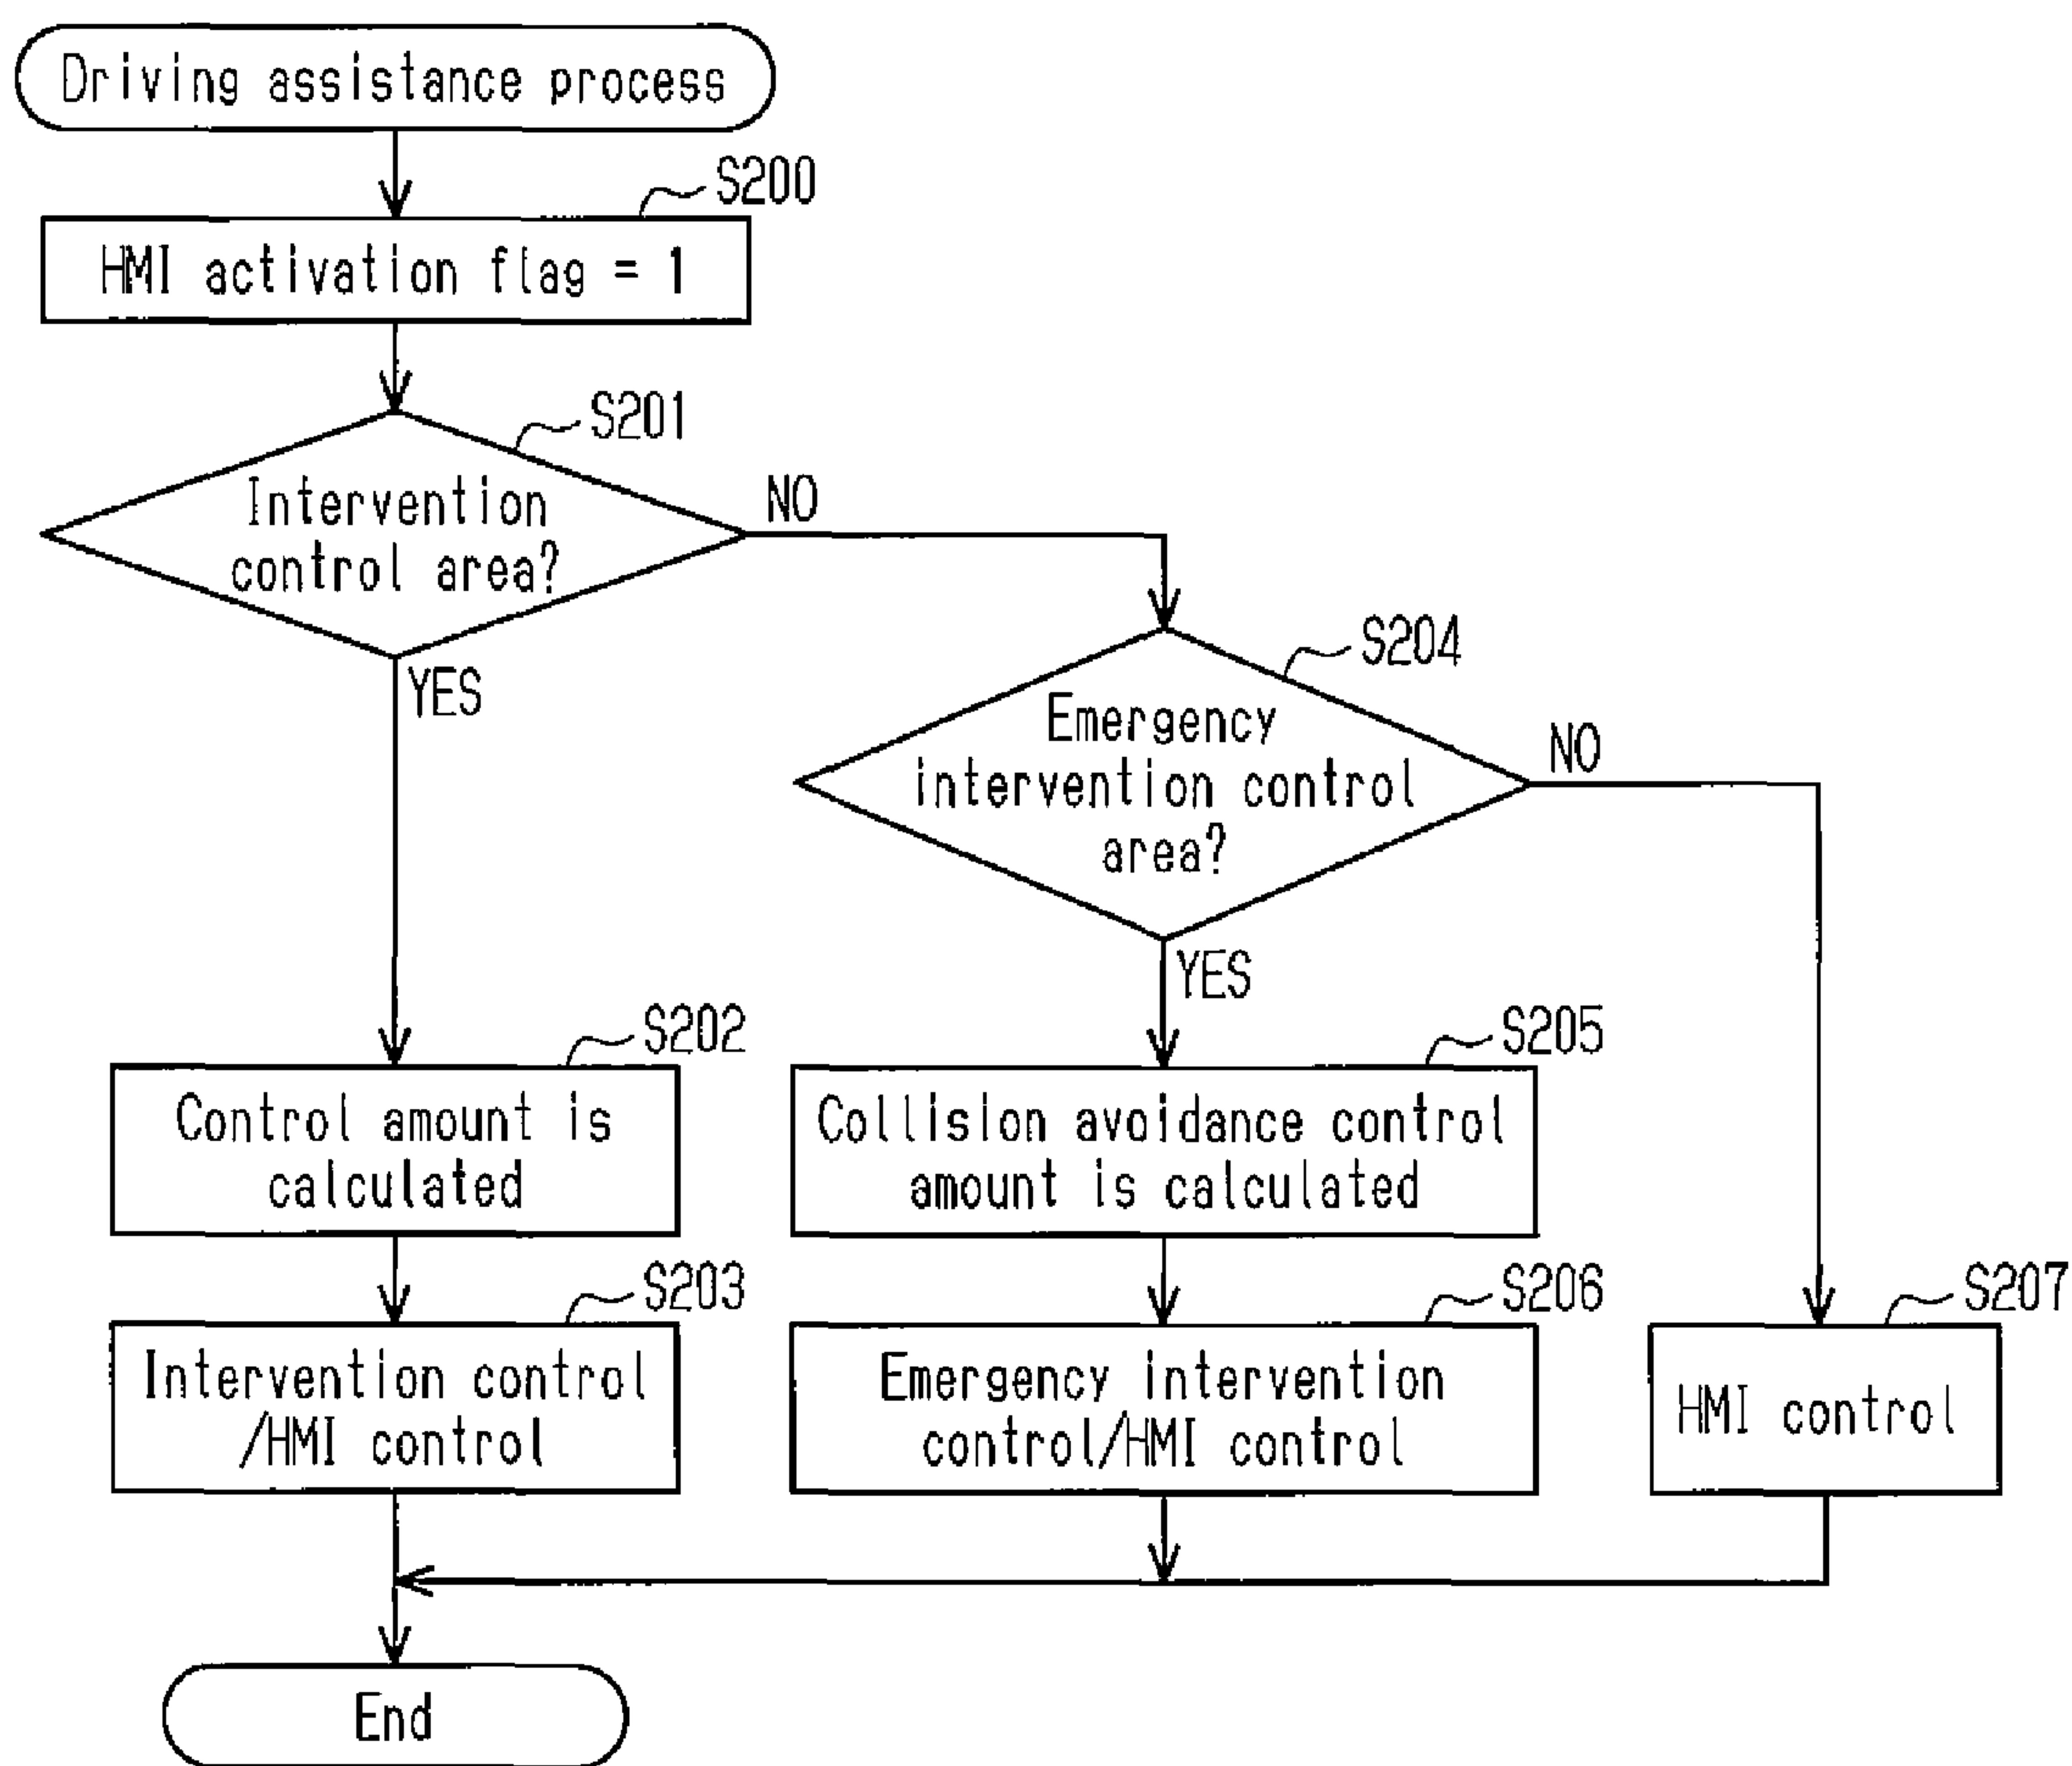 Driving assistance process
S200
HMI activation flag = 1
S201
Intervention
control area?
NO
YES
S204
Emergency
intervention control
area?
NO
YES
S202
Control amount is
calculated
S205
Collision avoidance control
amount is calculated
S203
Intervention control
/HMI control
S206
Emergency intervention
control/HMI control
S207
HMI control
End